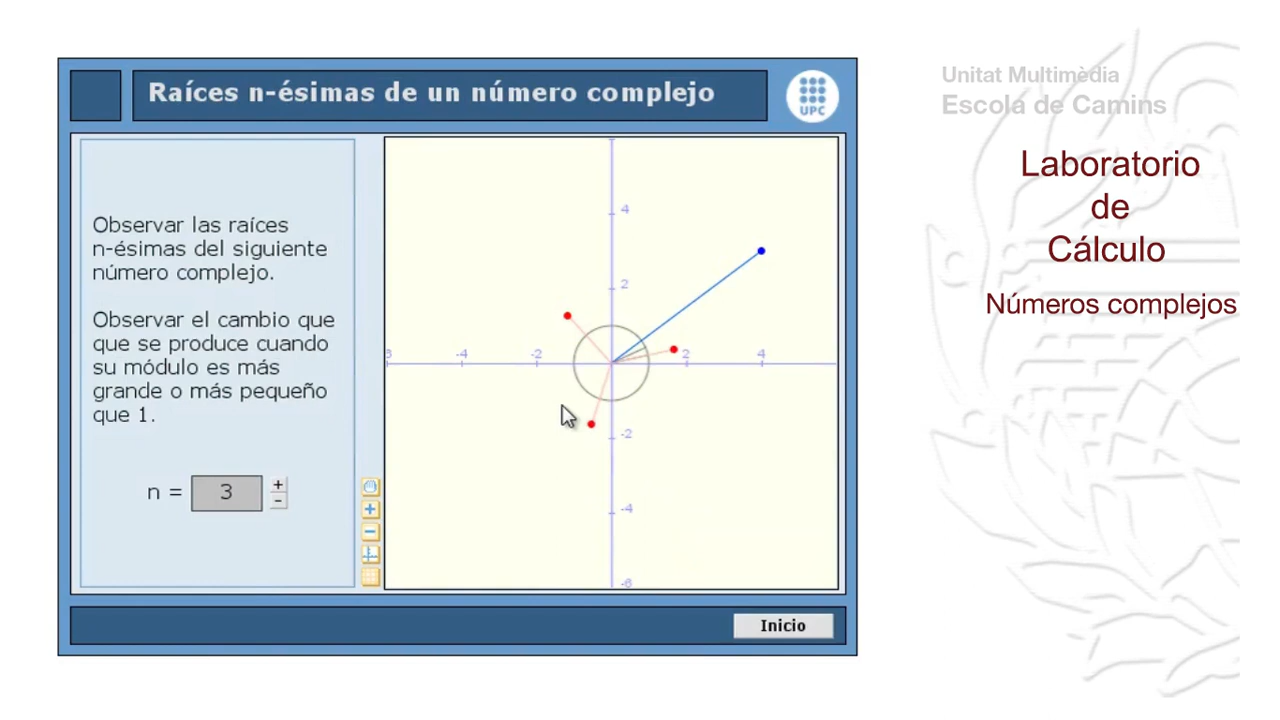 Raíces n-ésimas de un número complejo
UPC
Unitat Multimèdia
Escola de Camins
Laboratorio
de
Cálculo
Números complejos
Observar las raíces
n-ésimas del siguiente
número complejo.
Observar el cambio que
que se produce cuando
su módulo es más
grande o más pequeño
que 1.
n = 3 + -
4
2
-4 -2 2 4
-2
-4
-6
Inicio